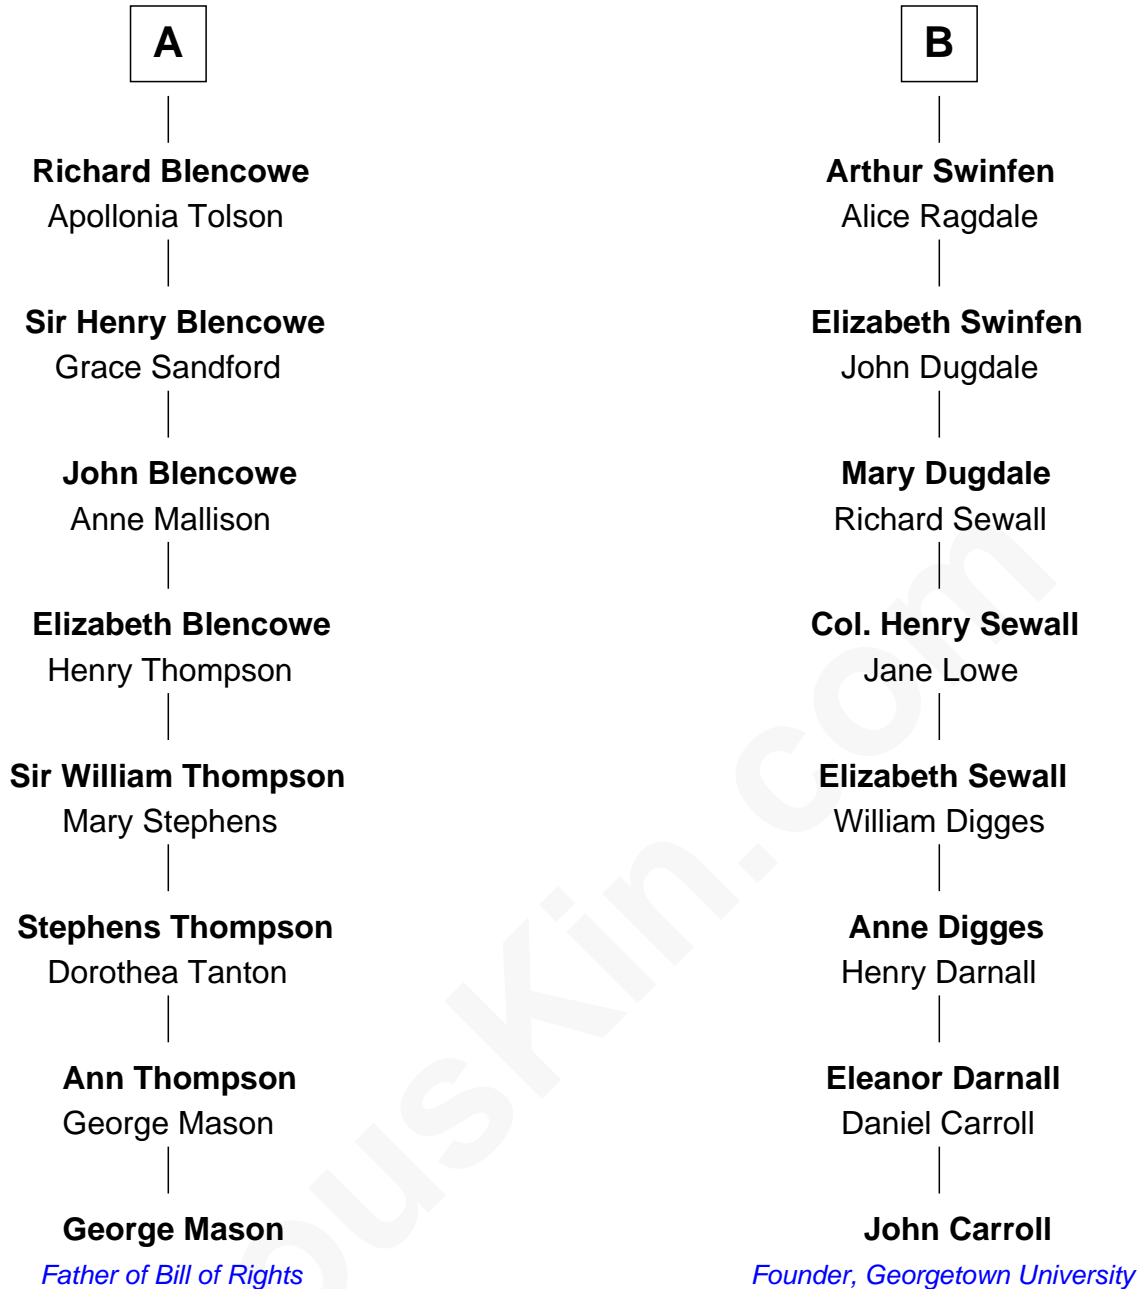 A
B
Richard Blencowe
Apollonia Tolson
Arthur Swinfen
Alice Ragdale
Sir Henry Blencowe
Grace Sandford
Elizabeth Swinfen
John Dugdale
John Blencowe
Anne Mallison
Mary Dugdale
Richard Sewall
Elizabeth Blencowe
Henry Thompson
Col. Henry Sewall
Jane Lowe
Sir William Thompson
Mary Stephens
Elizabeth Sewall
William Digges
Stephens Thompson
Dorothea Tanton
Anne Digges
Henry Darnall
Ann Thompson
George Mason
Eleanor Darnall
Daniel Carroll
George Mason
Father of Bill of Rights
John Carroll
Founder, Georgetown University
ousKin.com